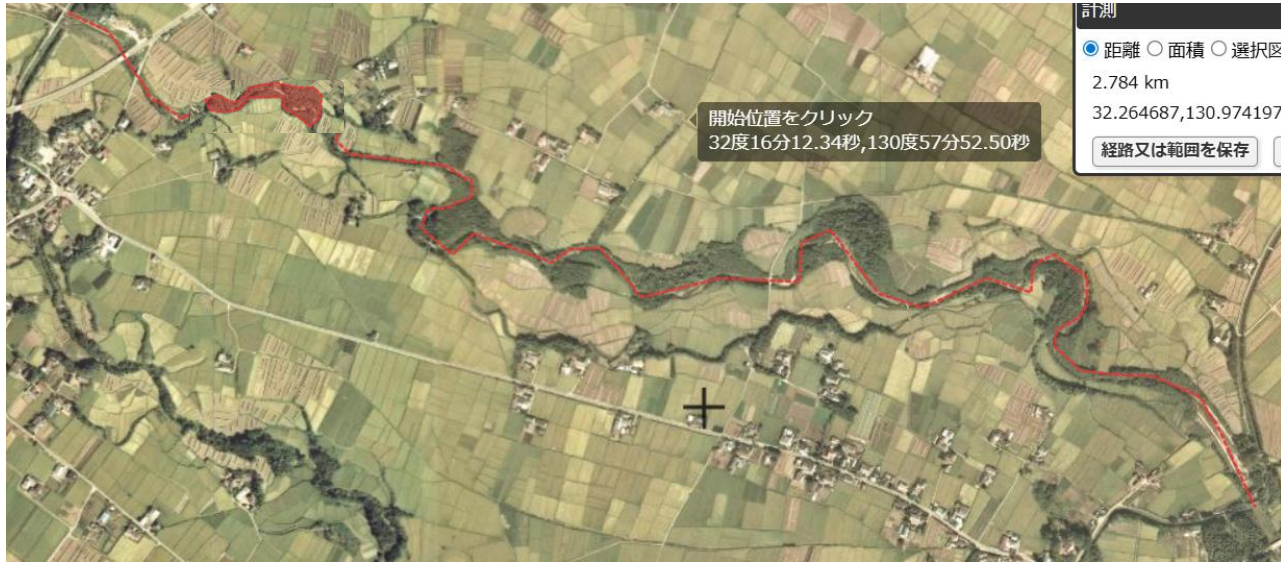 計測
距離 面積 選択図
2.784 km
32.264687,130.974197
経路又は範囲を保存
開始位置をクリック
32度16分12.34秒,130度57分52.50秒